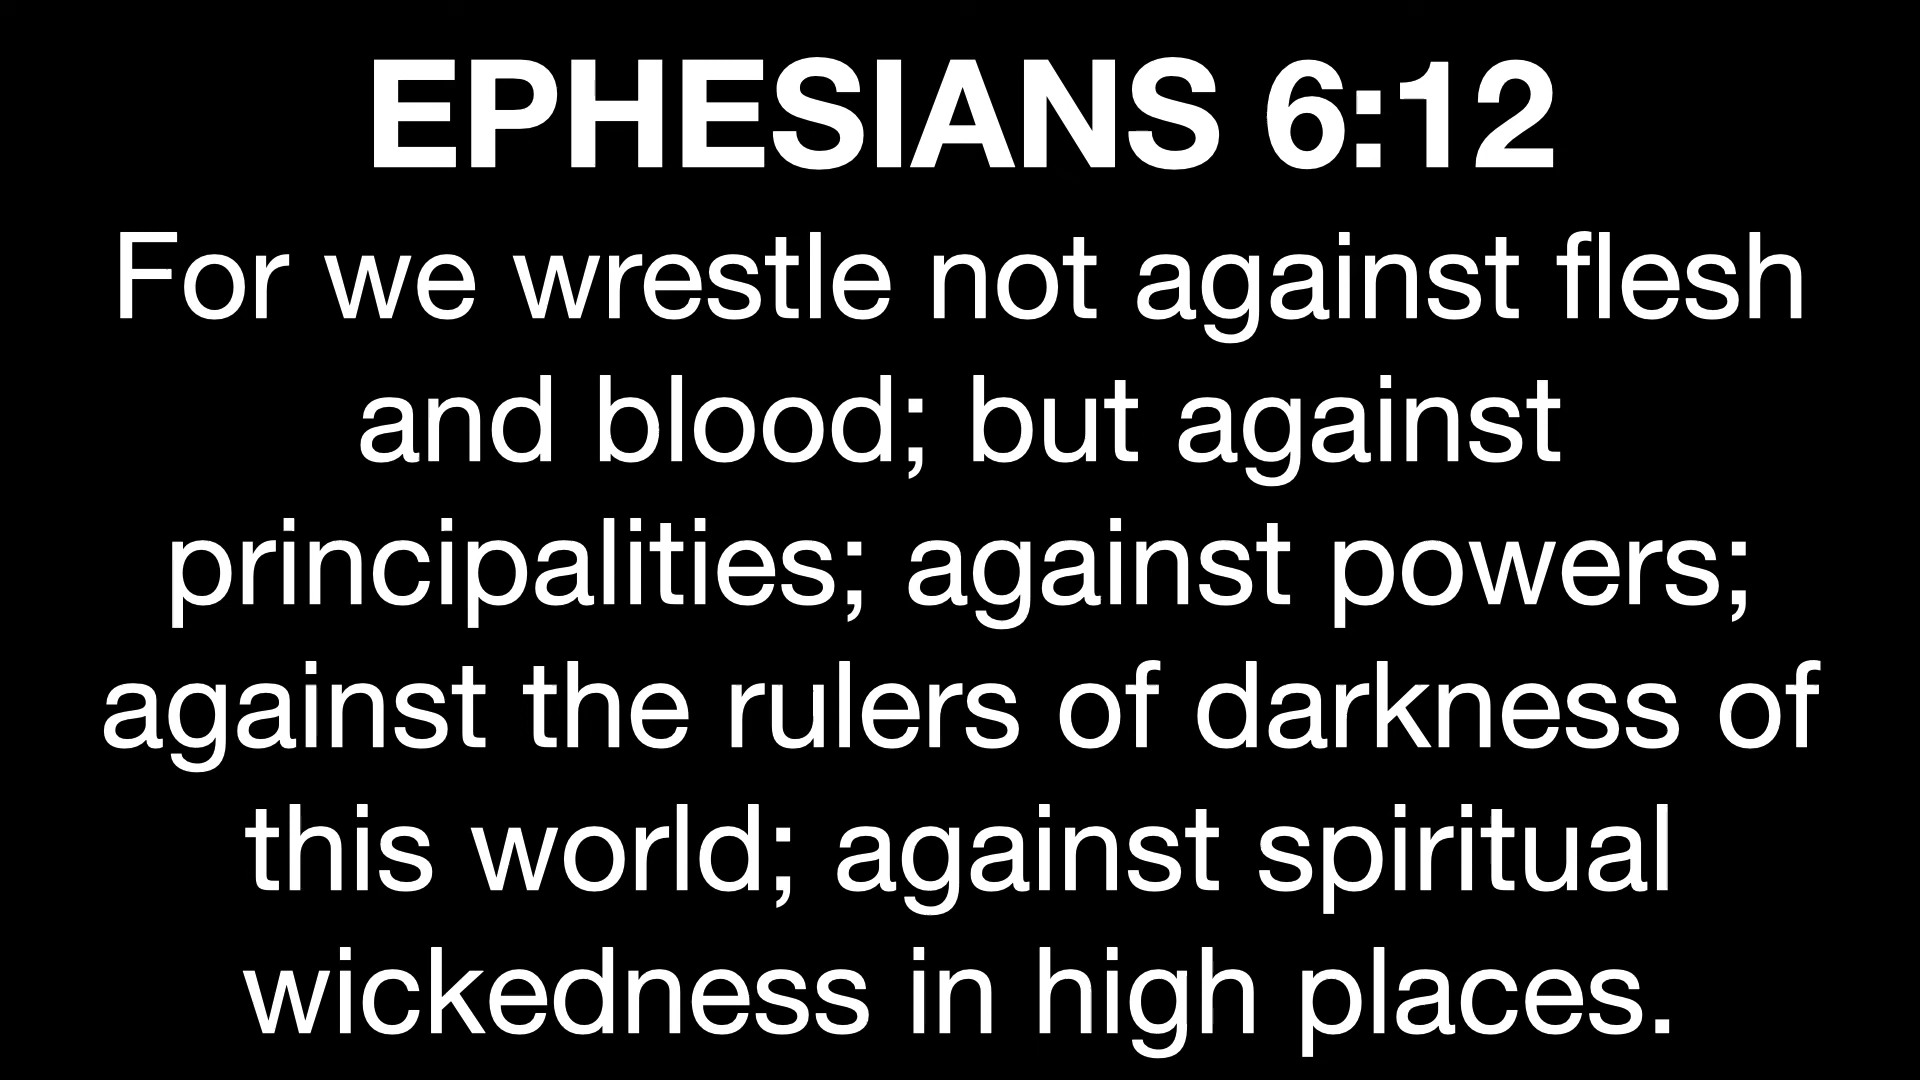 EPHESIANS 6:12
For we wrestle not against flesh
and blood; but against
principalities; against powers;
against the rulers of darkness of
this world; against spiritual
wickedness in high places.